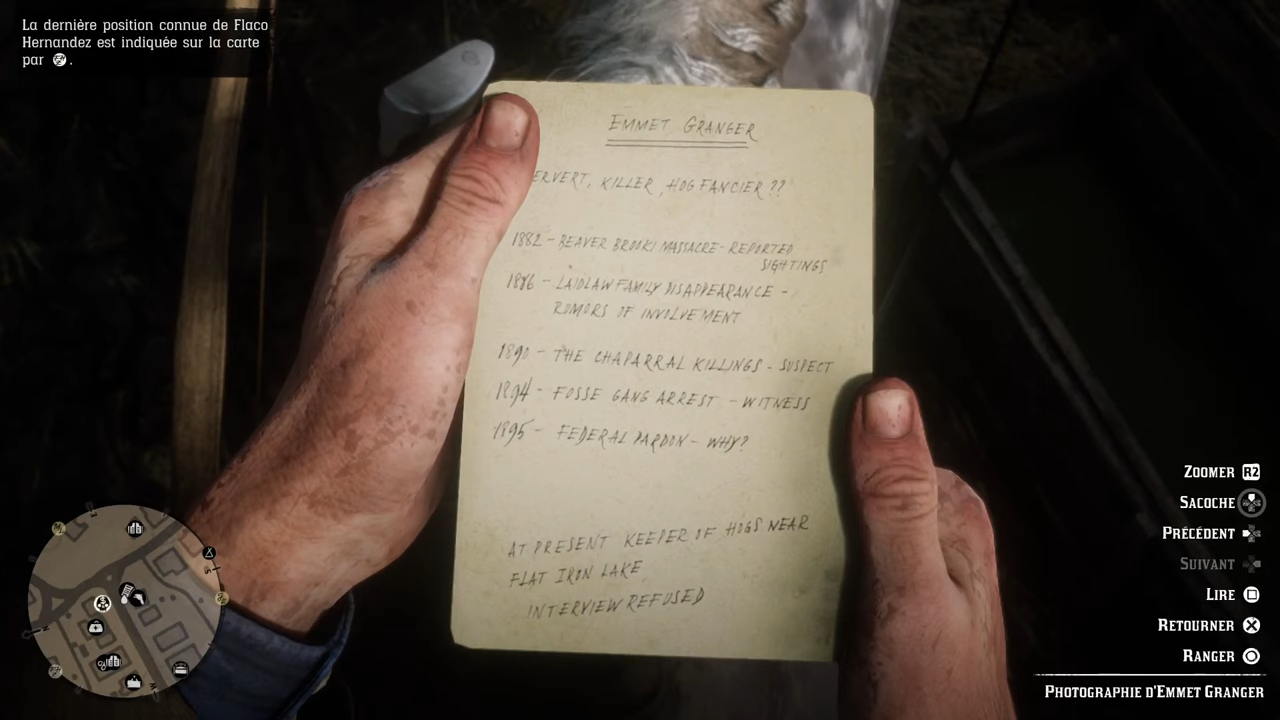 La dernière position connue de Flaco
Hernandez est indiquée sur la carte
par .
EMMET GRANGER
ERVERT, KILLER, HOG FANCIER ??
1882 - BEAVER BROOK MASSACRE - REPORTED
SIGHTINGS
1886 - LAIDLAW FAMILY DISAPPEARANCE -
RUMORS OF INVOLVEMENT
1890 - THE CHAPARRAL KILLINGS - SUSPECT
1894 - FOSSE GANG ARREST - WITNESS
1895 - FEDERAL PARDON - WHY?
AT PRESENT KEEPER OF HOGS NEAR
FLAT IRON LAKE
INTERVIEW REFUSED
ZOOMER R2
SACOCHE
PRÉCÉDENT
SUIVANT
LIRE
RETOURNER
RANGER
PHOTOGRAPHIE D'EMMET GRANGER